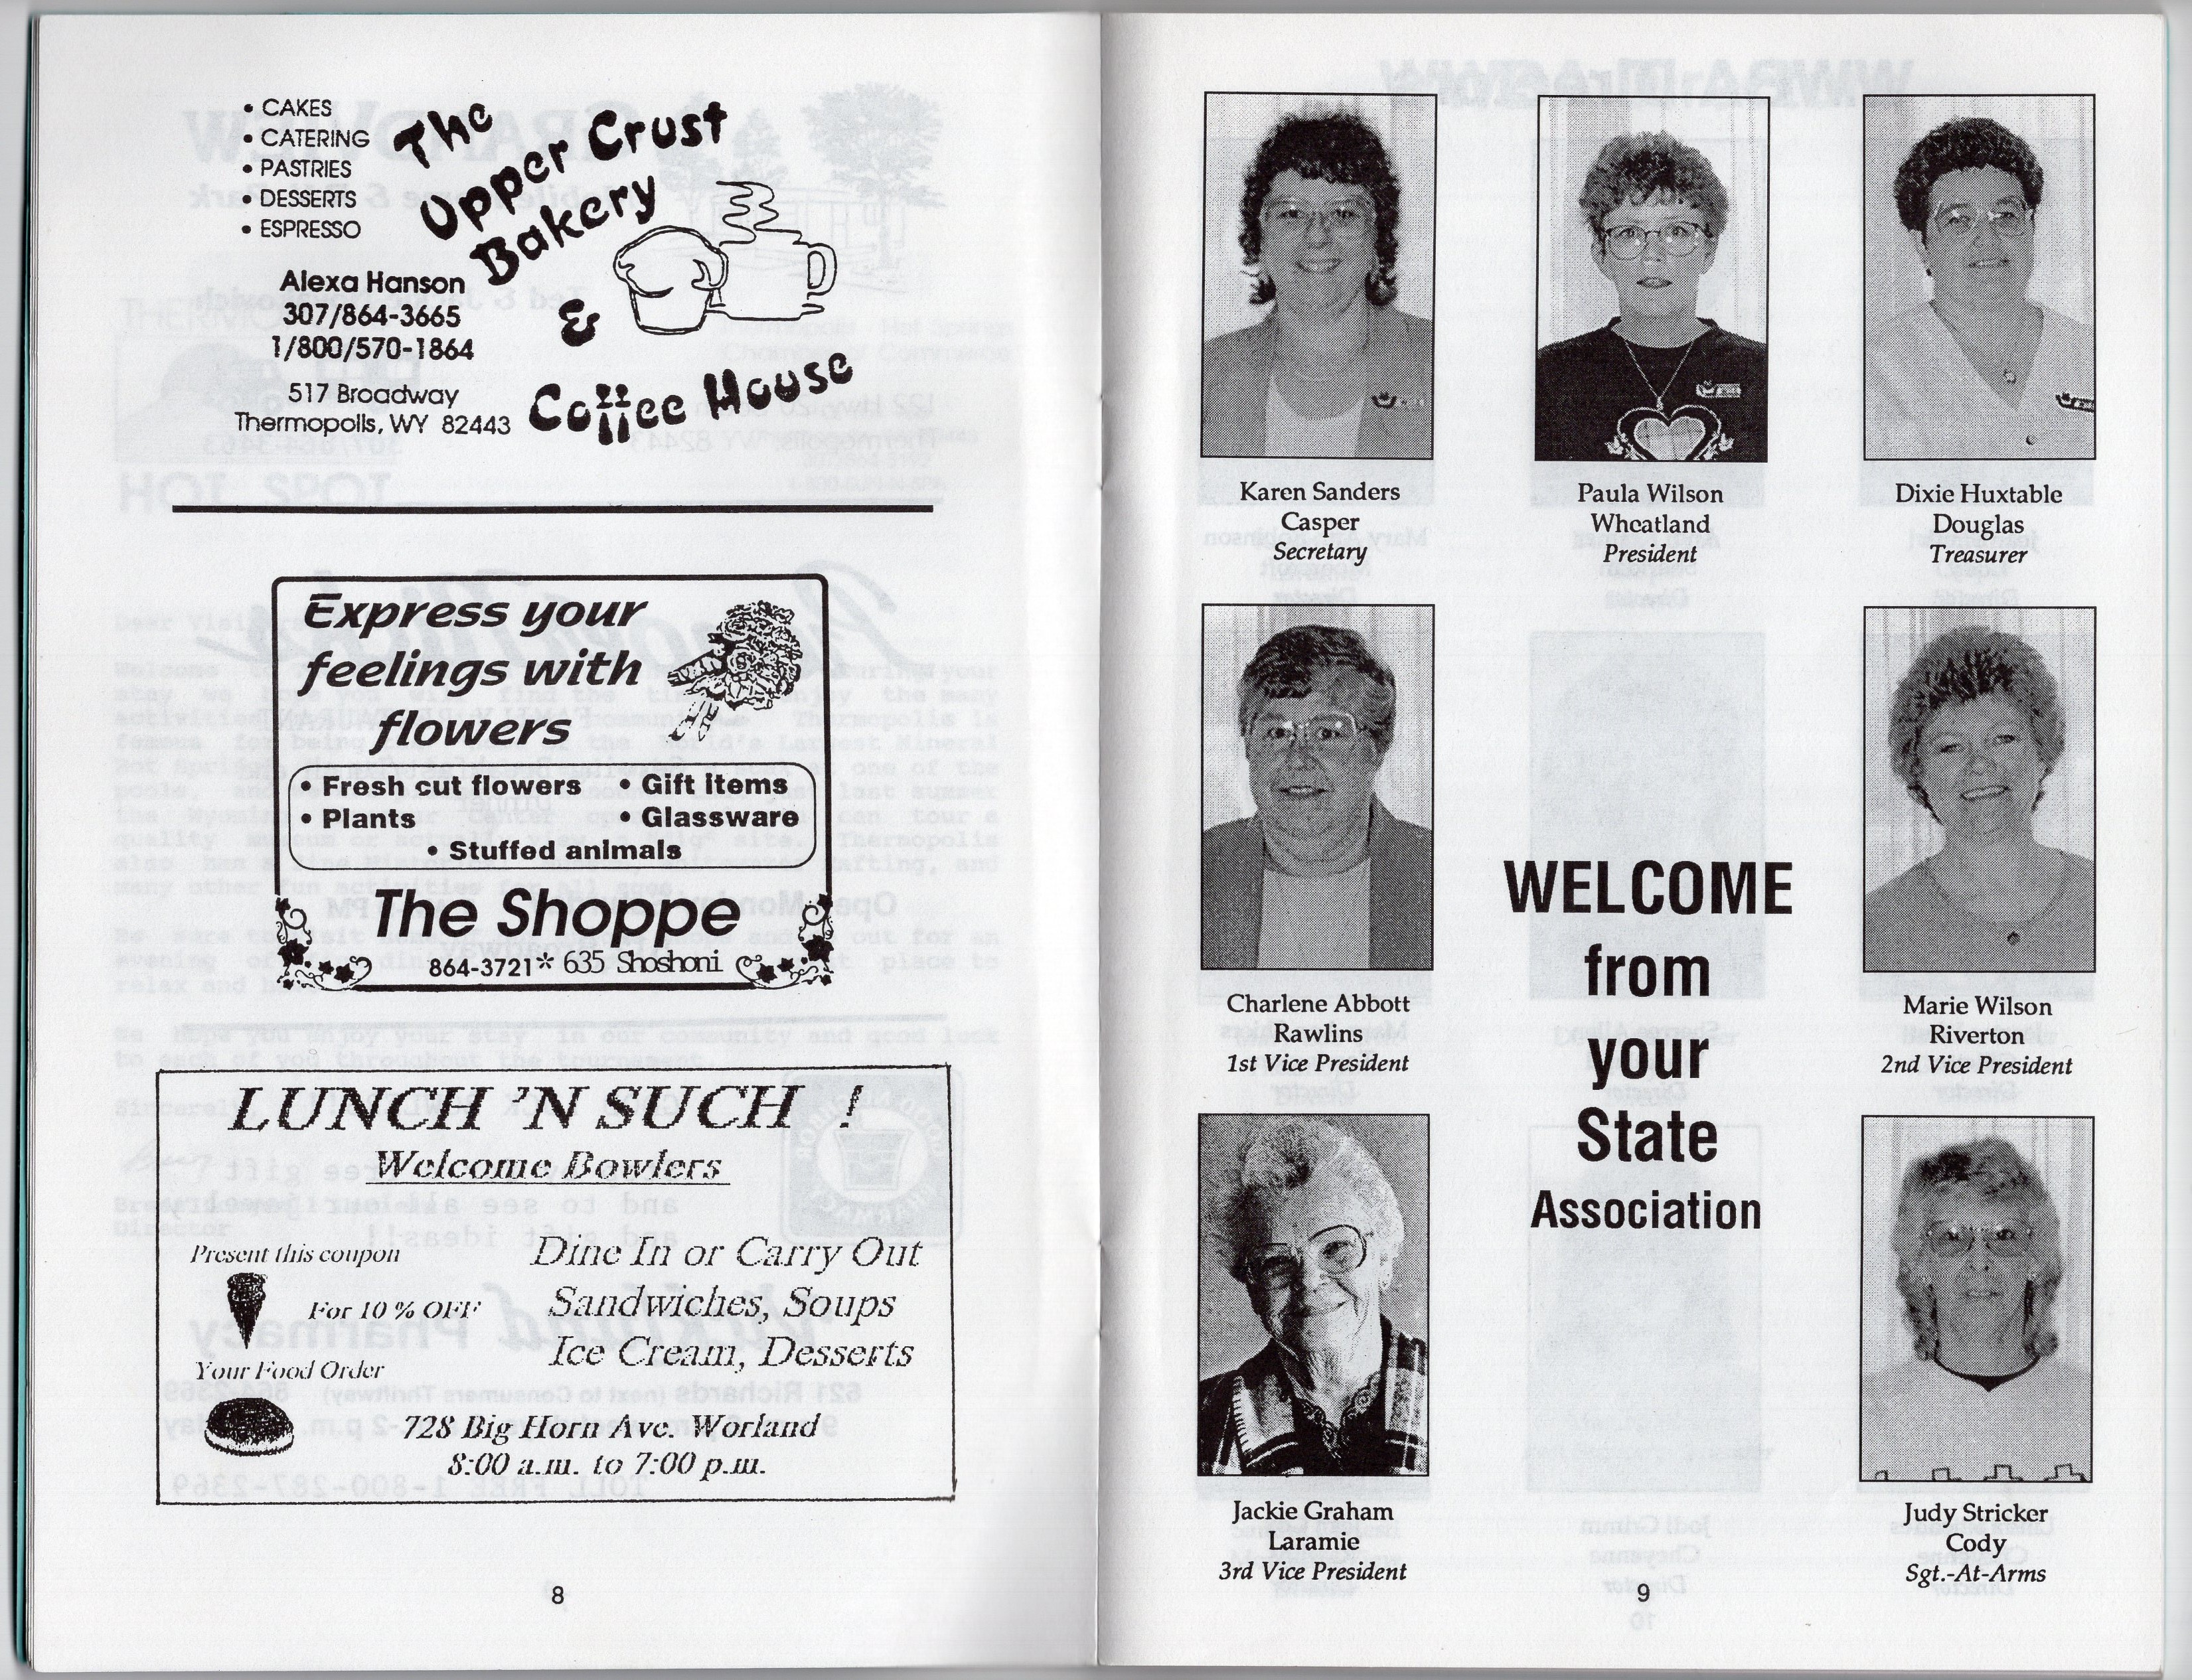 • CAKES
• CATERING
• PASTRIES
• DESSERTS
• ESPRESSO
The
Upper Crust
Bakery
&
Coffee House
Alexa Hanson
307/864-3665
1/800/570-1864
517 Broadway
Thermopolis, WY 82443
Express your
feelings with
flowers
• Fresh cut flowers • Gift items
• Plants • Glassware
• Stuffed animals
The Shoppe
864-3721* 635 Shoshoni
LUNCH 'N SUCH !
Welcome Bowlers
Present this coupon
For 10 % OFF
Your Food Order
Dine In or Carry Out
Sandwiches, Soups
Ice Cream, Desserts
728 Big Horn Ave. Worland
8:00 a.m. to 7:00 p.m.
8
Karen Sanders
Casper
Secretary
Paula Wilson
Wheatland
President
Dixie Huxtable
Douglas
Treasurer
Charlene Abbott
Rawlins
1st Vice President
WELCOME
from
your
State
Association
Marie Wilson
Riverton
2nd Vice President
Jackie Graham
Laramie
3rd Vice President
Judy Stricker
Cody
Sgt.-At-Arms
9